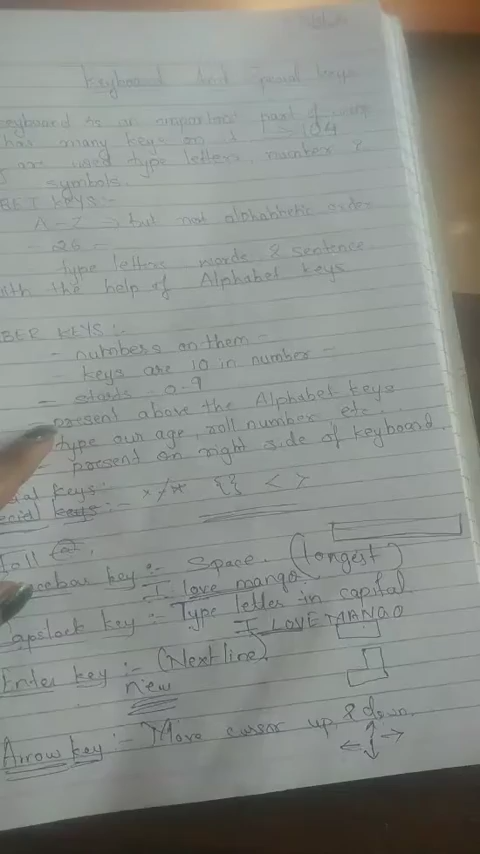 Keyboard And Special Keys
Keyboard is an important part of
has many keys on it → 104
are used type letters, number &
symbols.
BET KEYS:-
A-Z → but not alphabetic order
- 26 -
type letters words & sentence
with the help of Alphabet keys
BER KEYS:-
- numbers on them -
- keys are 10 in number -
- starts - 0-9
- present above the Alphabet keys
type our age, roll number etc.
- present on right side of keyboard.
cial keys:-
ecial keys:- {} < >
cebar key:- Space. (longest)
I love mango.
Capslock key:- Type letter in capital
I LOVE MANGO
Enter key:- (Next line)
new
Arrow key:- Move cursor up & down.